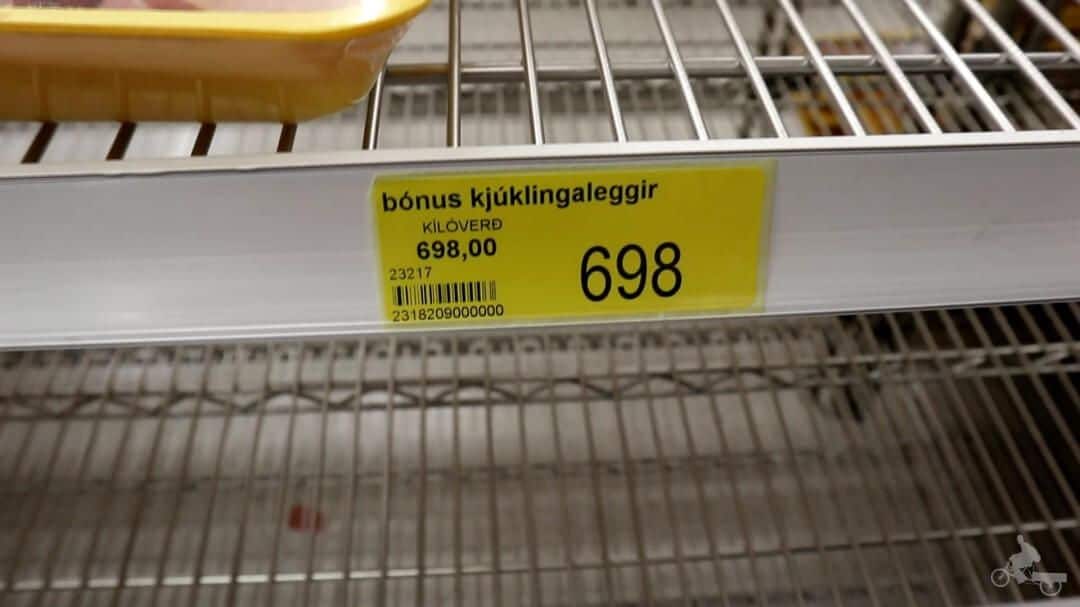 bónus kjúklingaleggir
KÍLÓVERÐ
698,00
698
23217
2318209000000